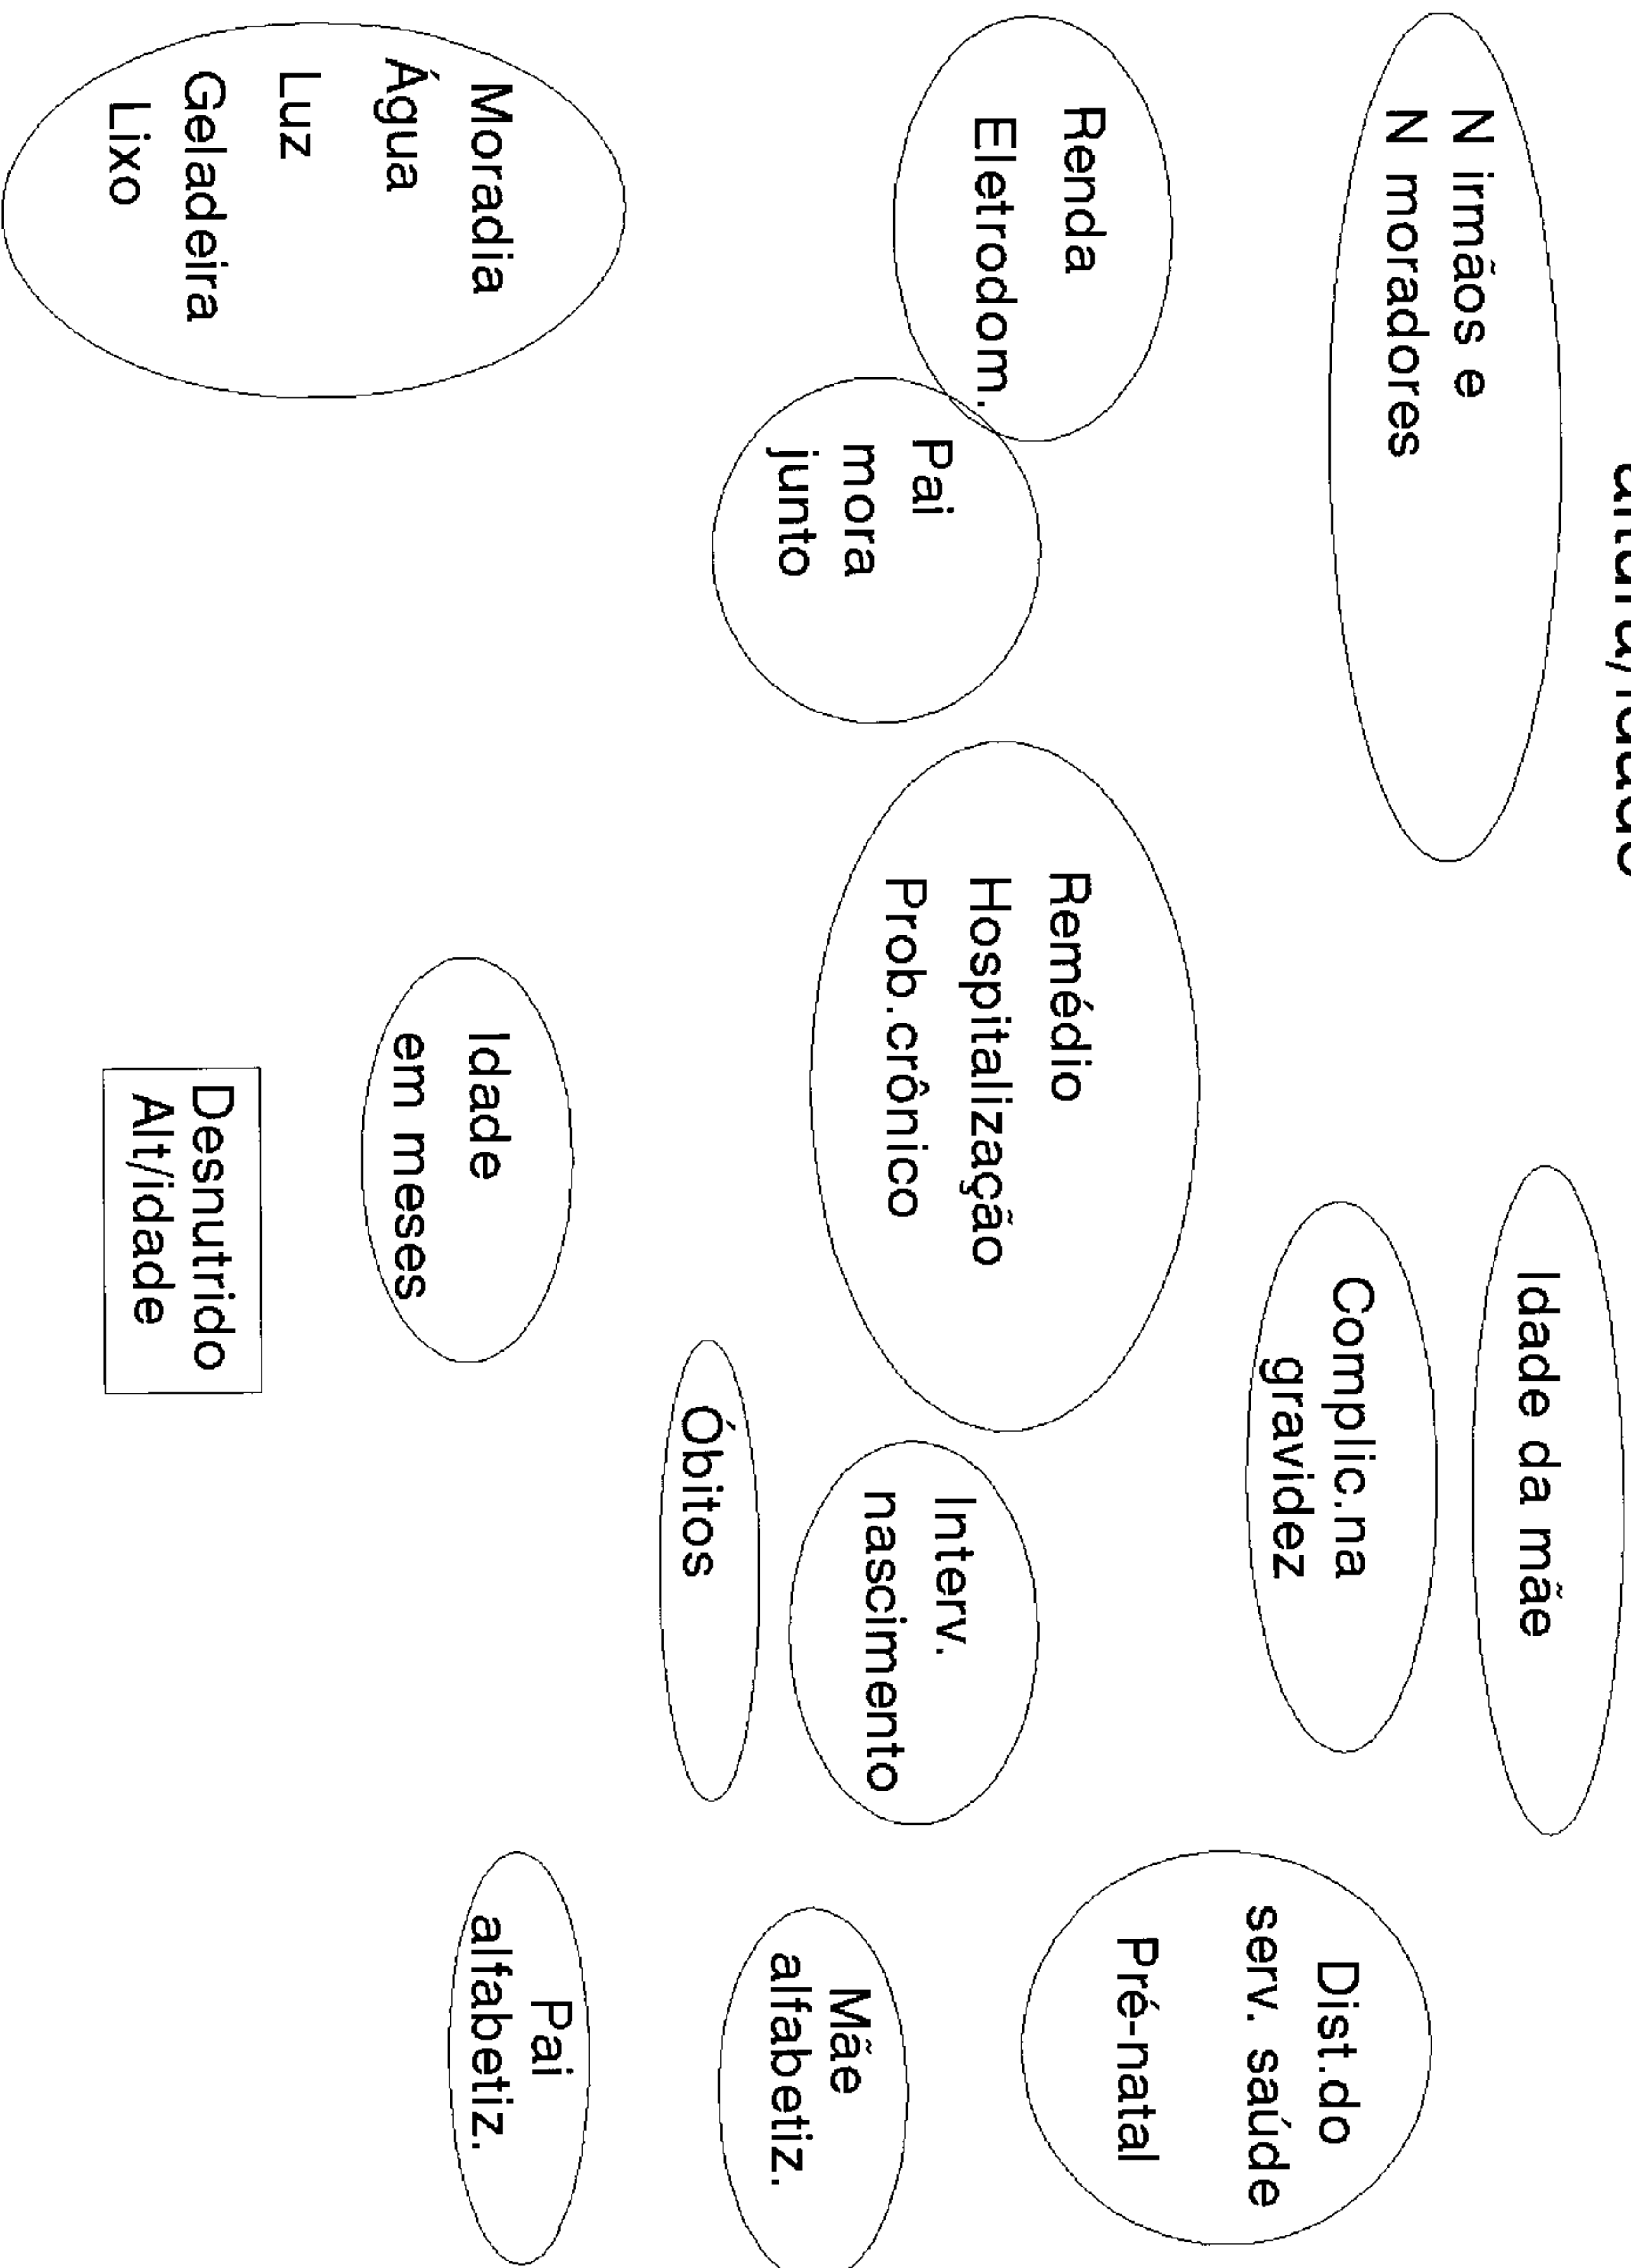 altura/idade
N irmãos e
N moradores
Idade da mãe
Complic.na
gravidez
Dist.do
serv. saúde
Pré-natal
Renda
Eletrodom.
Pai
mora
junto
Remédio
Hospitalização
Prob.crônico
Interv.
nascimento
Mãe
alfabetiz.
Óbitos
Moradia
Água
Luz
Geladeira
Lixo
Idade
em meses
Pai
alfabetiz.
Desnutrido
Alt/idade